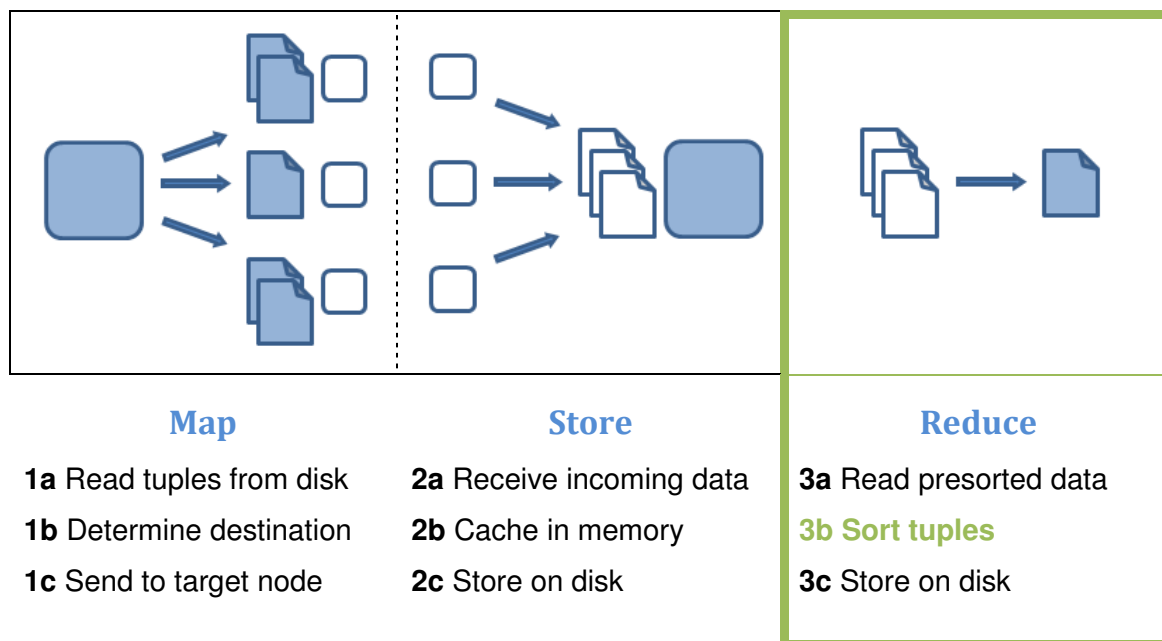 Map
1a Read tuples from disk
1b Determine destination
1c Send to target node
Store
2a Receive incoming data
2b Cache in memory
2c Store on disk
Reduce
3a Read presorted data
3b Sort tuples
3c Store on disk